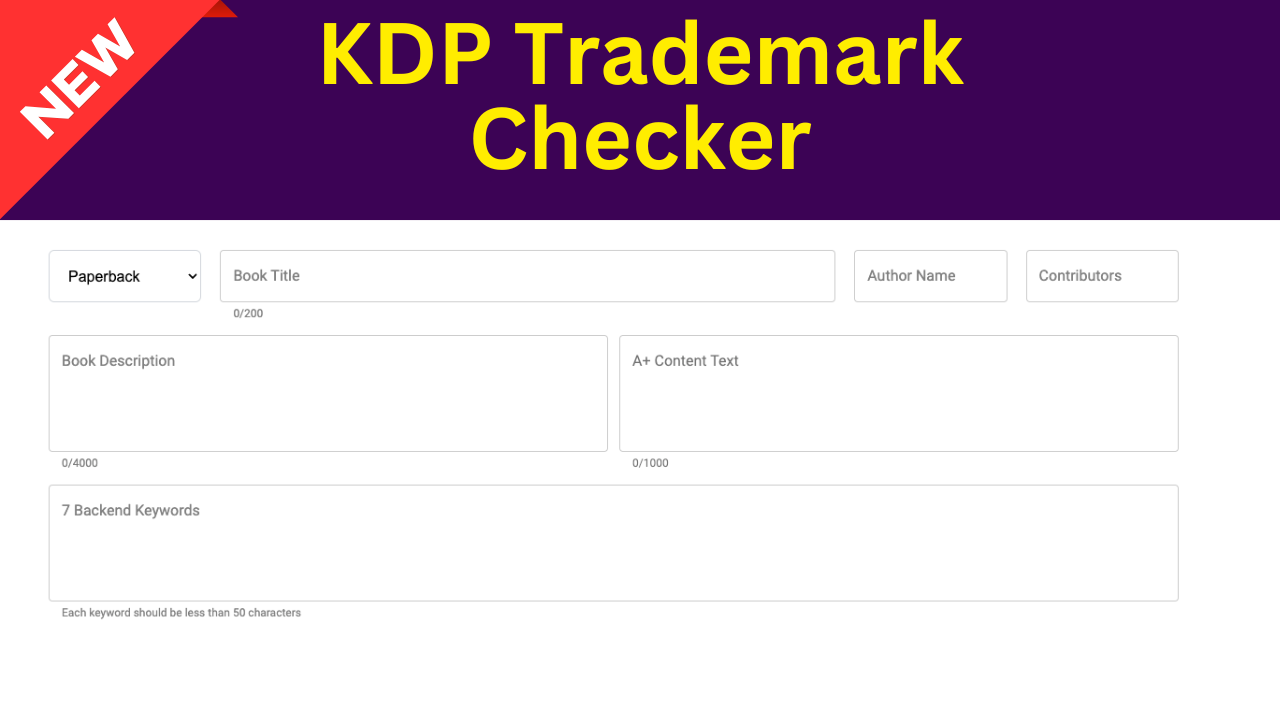 NEW
KDP Trademark
Checker
Paperback
Book Title
Author Name
Contributors
0/200
Book Description
A+ Content Text
0/4000
0/1000
7 Backend Keywords
Each keyword should be less than 50 characters